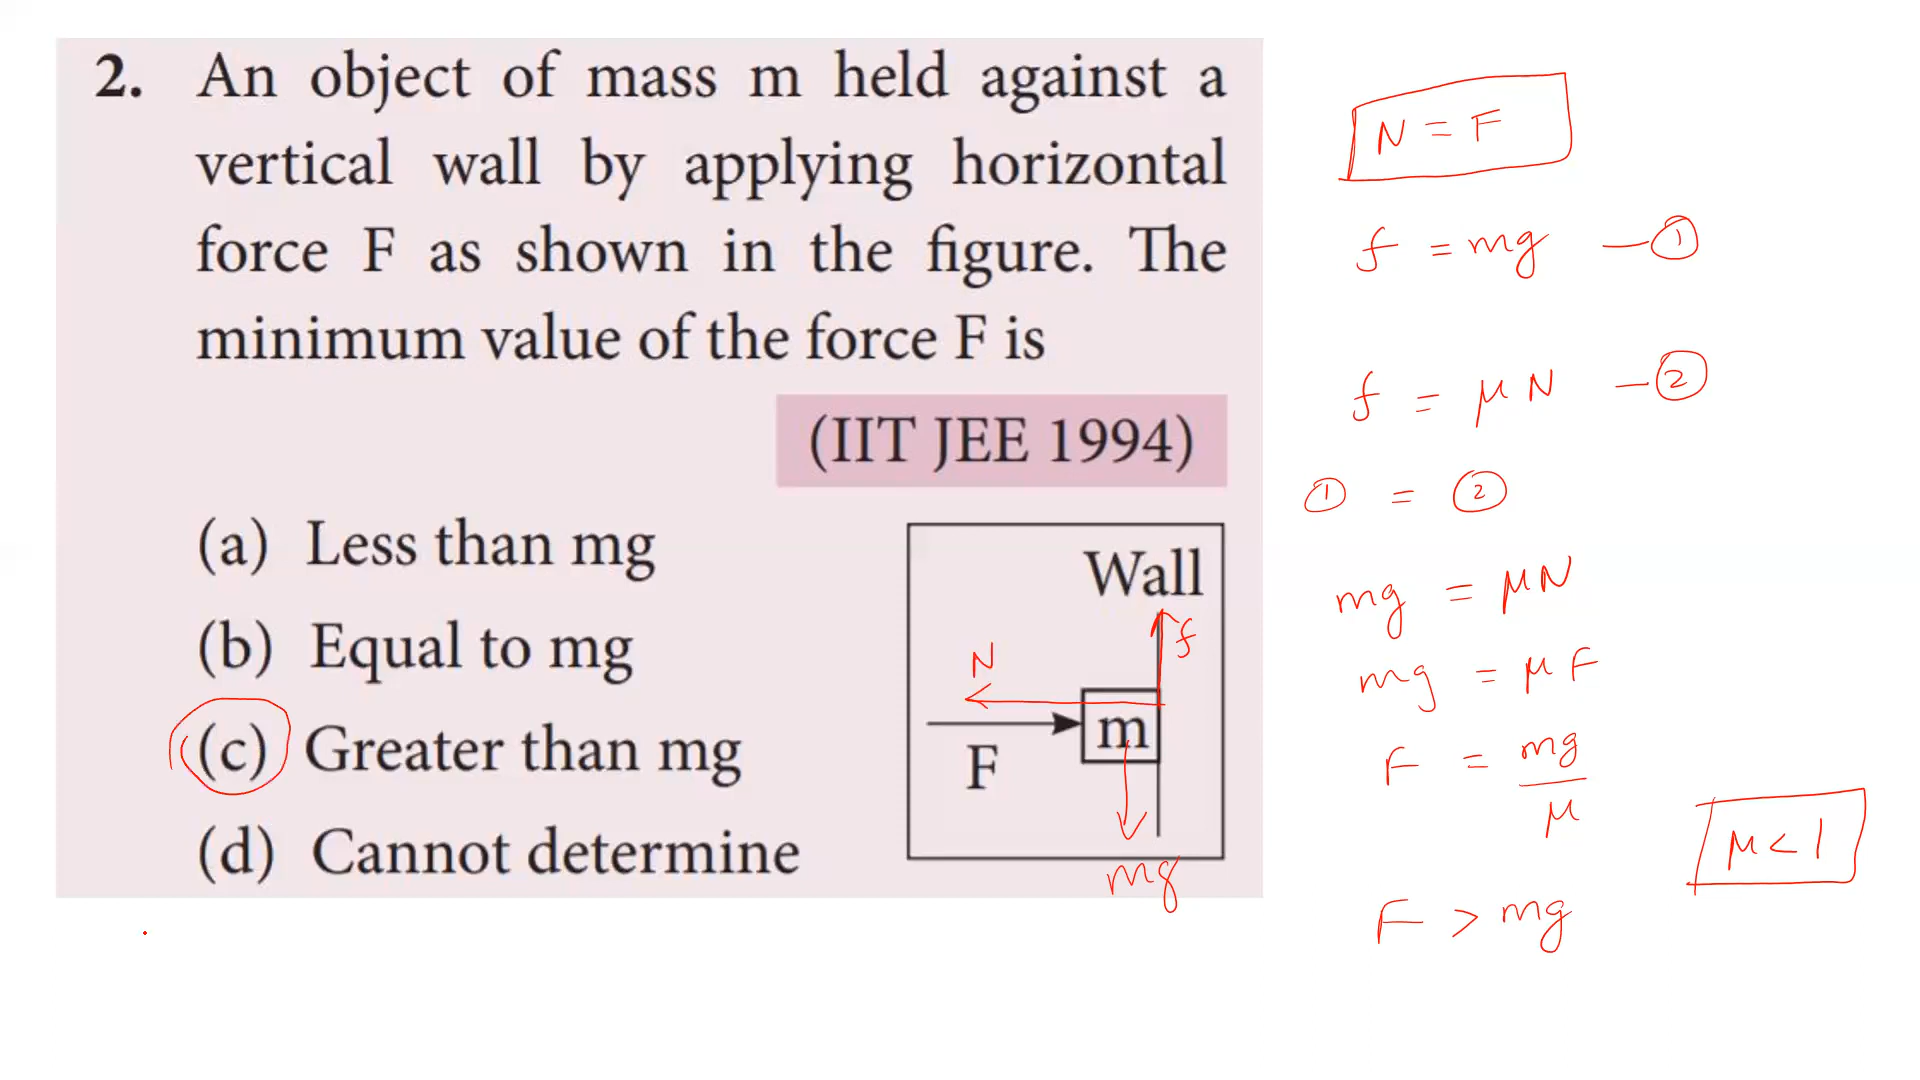 2. An object of mass m held against a
vertical wall by applying horizontal
force F as shown in the figure. The
minimum value of the force F is
(IIT JEE 1994)
(a) Less than mg
(b) Equal to mg
(c) Greater than mg
(d) Cannot determine
Wall
f
N
m
F
mg
N = F
f = mg — ①
f = μN — ②
① = ②
mg = μN
mg = μF
F = mg/μ
μ < 1
F > mg